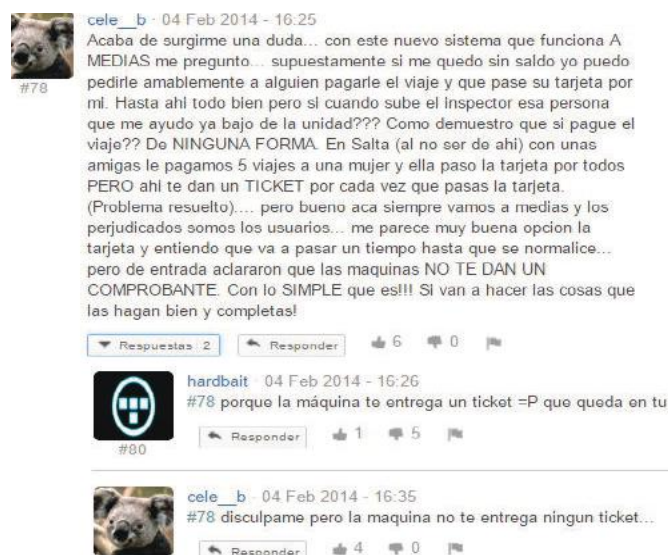 cele__b · 04 Feb 2014 - 16:25
Acaba de surgirme una duda... con este nuevo sistema que funciona A
MEDIAS me pregunto... supuestamente si me quedo sin saldo yo puedo
pedirle amablemente a alguien pagarle el viaje y que pase su tarjeta por
mI. Hasta ahI todo bien pero sI cuando sube el inspector esa persona
que me ayudo ya bajo de la unidad??? Como demuestro que si pague el
viaje?? De NINGUNA FORMA. En Salta (al no ser de ahi) con unas
amigas le pagamos 5 viajes a una mujer y ella paso la tarjeta por todos
PERO ahI te dan un TICKET por cada vez que pasas la tarjeta.
(Problema resuelto).... pero bueno aca siempre vamos a medias y los
perjudicados somos los usuarios... me parece muy buena opcion la
tarjeta y entiendo que va a pasar un tiempo hasta que se normalice...
pero de entrada aclararon que las maquinas NO TE DAN UN
COMPROBANTE. Con lo SIMPLE que es!!! SI van a hacer las cosas que
las hagan bien y completas!
#78
Respuestas 2 Responder 6 0
hardbait · 04 Feb 2014 - 16:26
#78 porque la máquina te entrega un ticket =P que queda en tu
Responder 1 5
#80
cele__b · 04 Feb 2014 - 16:35
#78 disculpame pero la maquina no te entrega ningun ticket...
Responder 4 0